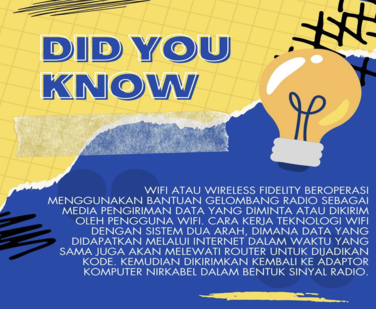 DID YOU
KNOW
WIFI ATAU WIRELESS FIDELITY BEROPERASI
MENGGUNAKAN BANTUAN GELOMBANG RADIO SEBAGAI
MEDIA PENGIRIMAN DATA YANG DIMINTA ATAU DIKIRIM
OLEH PENGGUNA WIFI. CARA KERJA TEKNOLOGI WIFI
DENGAN SISTEM DUA ARAH, DIMANA DATA YANG
DIDAPATKAN MELALUI INTERNET DALAM WAKTU YANG
SAMA JUGA AKAN MELEWATI ROUTER UNTUK DIJADIKAN
KODE. KEMUDIAN DIKIRIMKAN KEMBALI KE ADAPTOR
KOMPUTER NIRKABEL DALAM BENTUK SINYAL RADIO.